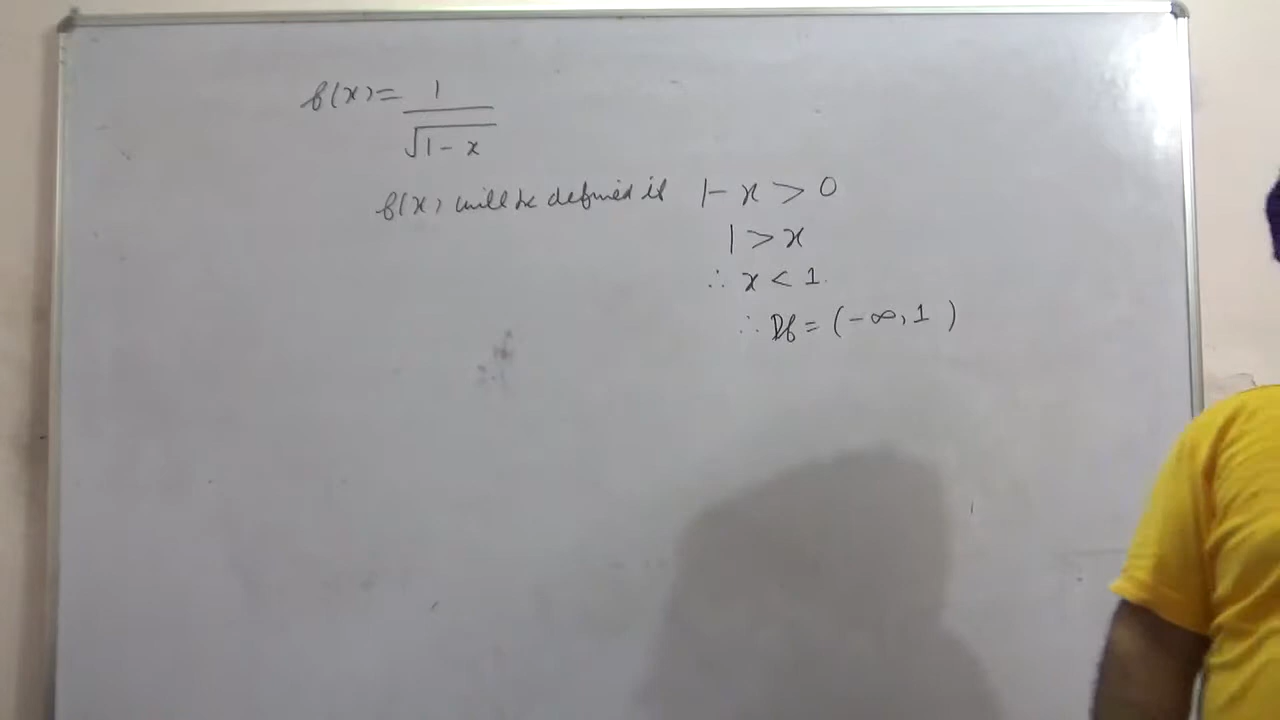 f(x) = 1/√(1-x)
f(x) will be defined if 1-x > 0
1 > x
∴ x < 1.
∴ Df = (-∞, 1)